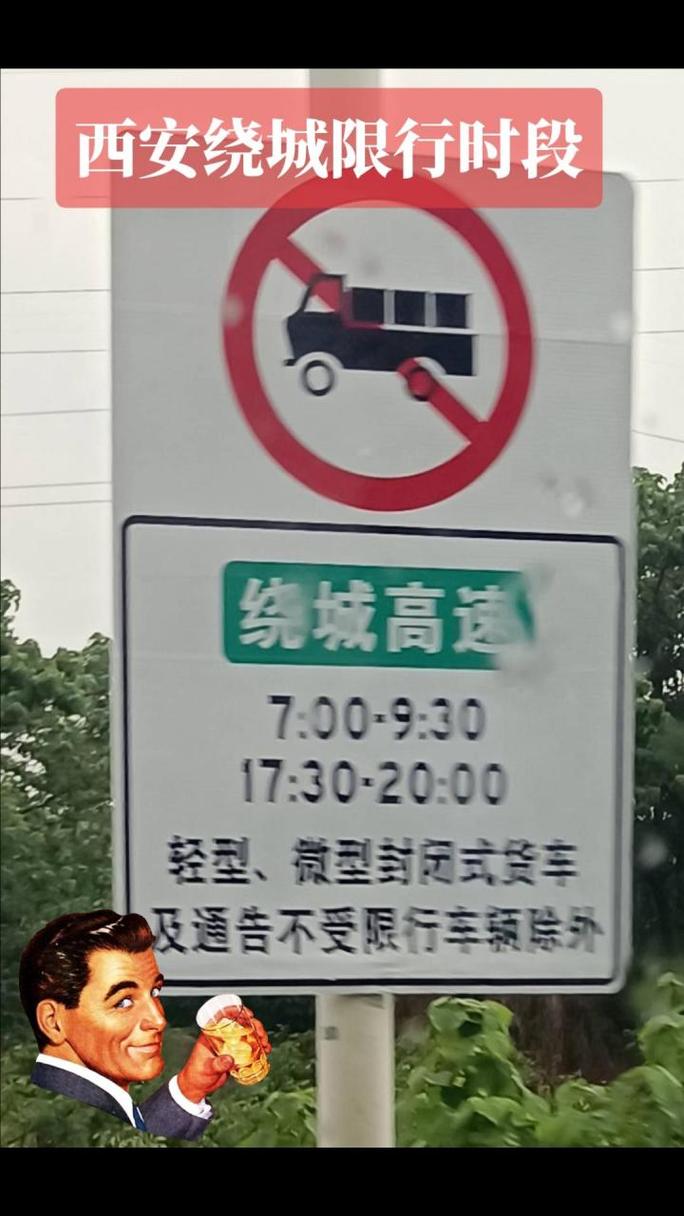 西安绕城限行时段
绕城高速
7:00-9:30
17:30-20:00
轻型、微型封闭式货车
及通告不受限行车辆除外